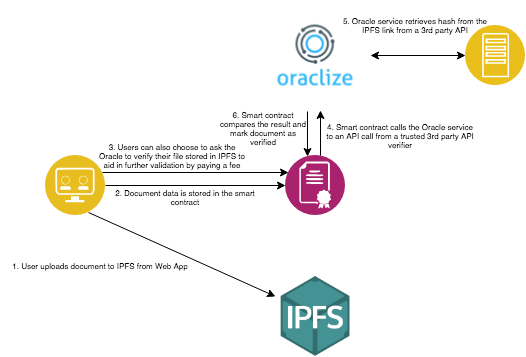 5. Oracle service retrieves hash from the
IPFS link from a 3rd party API
oraclize
6. Smart contract
compares the result and
mark document as
verified
4. Smart contract calls the Oracle service
to an API call from a trusted 3rd party API
verifier
3. Users can also choose to ask the
Oracle to verify their file stored in IPFS to
aid in further validation by paying a fee
2. Document data is stored in the smart
contract
1. User uploads document to IPFS from Web App
IPFS